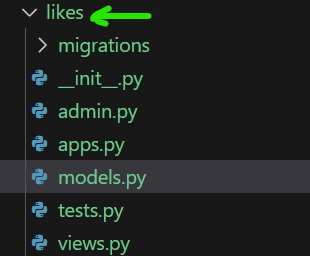 likes
migrations
__init__.py
admin.py
apps.py
models.py
tests.py
views.py